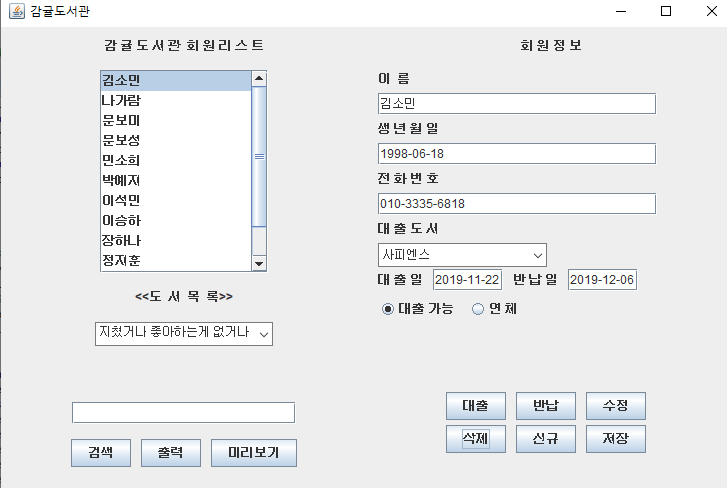 감귤도서관
감귤도서관 회원리스트
김소민
나가람
문보미
문보성
민소희
박예저
이석민
이승하
장하나
정저훈
<<도 서 목 록>>
지쳤거나 좋아하는게 없거나
검색
출력
미리보기
회원정보
이 름
김소민
생년월일
1998-06-18
전화번호
010-3335-6818
대출도서
사피엔스
대출일 2019-11-22 반납일 2019-12-06
대출가능 연체
대출 반납 수정
삭제 신규 저장